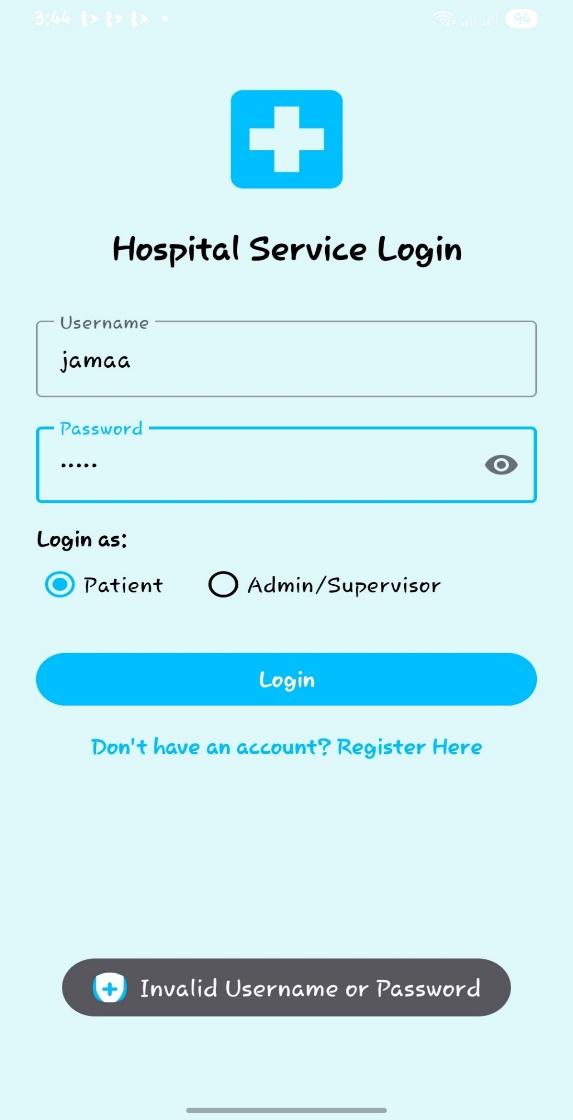 3:44
94
Hospital Service Login
Username
jamaa
Password
•••••
Login as:
Patient Admin/Supervisor
Login
Don't have an account? Register Here
Invalid Username or Password